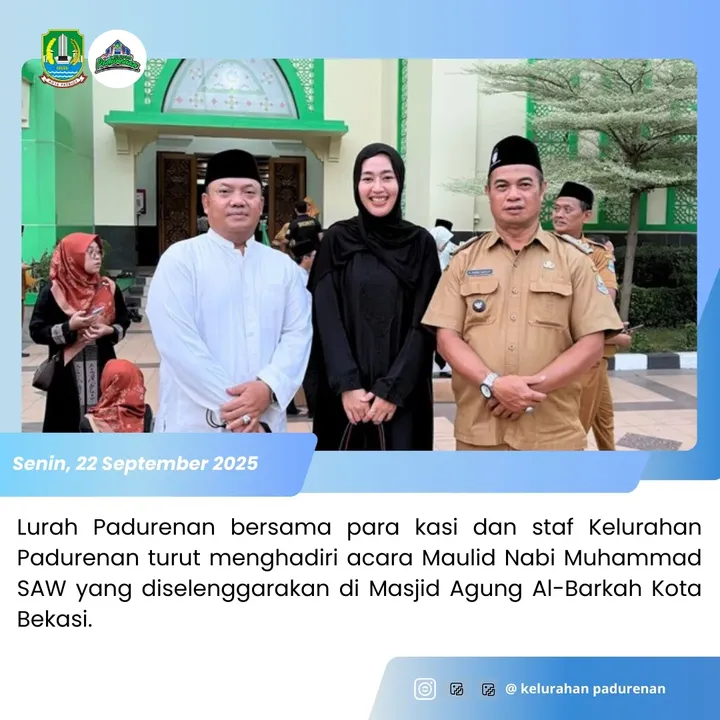 Senin, 22 September 2025
Lurah Padurenan bersama para kasi dan staf Kelurahan
Padurenan turut menghadiri acara Maulid Nabi Muhammad
SAW yang diselenggarakan di Masjid Agung Al-Barkah Kota
Bekasi.
@ kelurahan padurenan